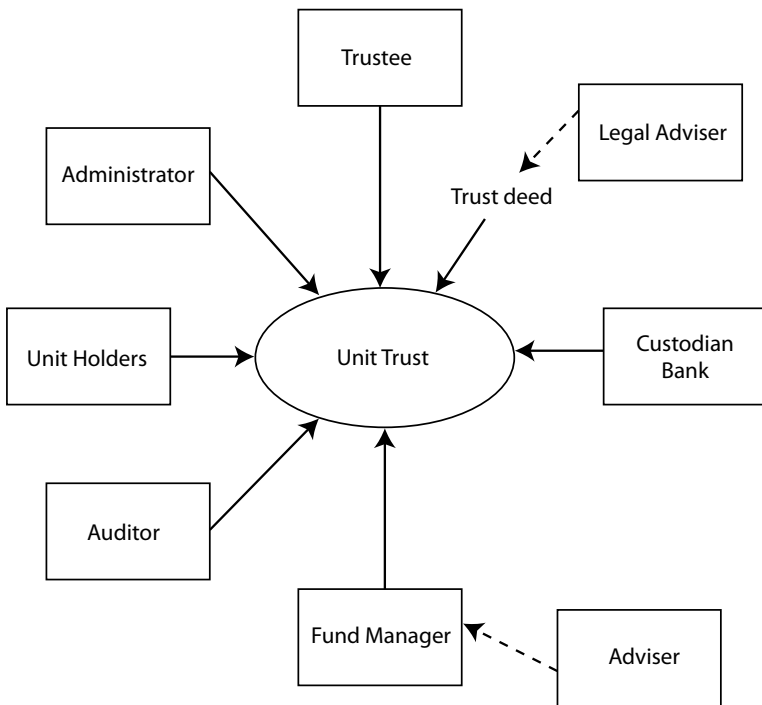 Trustee
Legal Adviser
Administrator
Trust deed
Unit Holders
Unit Trust
Custodian
Bank
Auditor
Fund Manager
Adviser